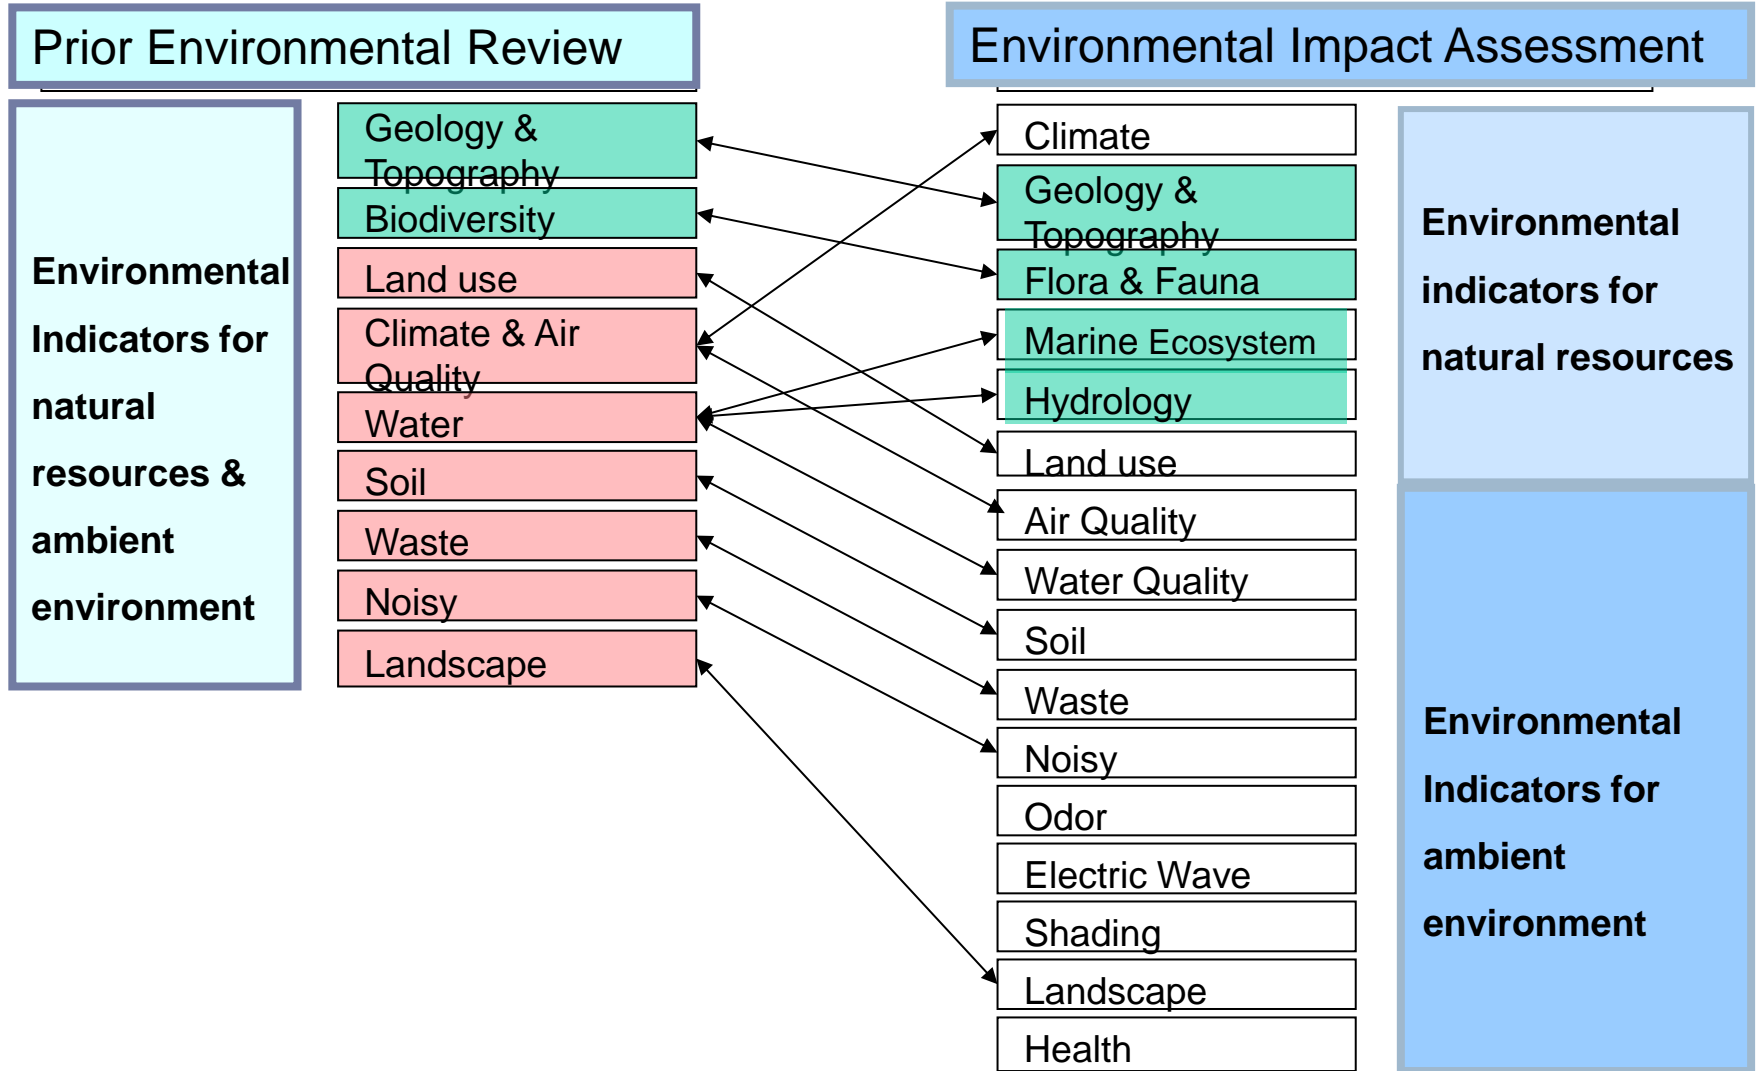 Prior Environmental Review
Environmental Impact Assessment
Environmental
Indicators for
natural
resources &
ambient
environment
Geology &
Topography
Biodiversity
Land use
Climate & Air
Quality
Water
Soil
Waste
Noisy
Landscape
Climate
Geology &
Topography
Flora & Fauna
Marine Ecosystem
Hydrology
Land use
Air Quality
Water Quality
Soil
Waste
Noisy
Odor
Electric Wave
Shading
Landscape
Health
Environmental
indicators for
natural resources
Environmental
Indicators for
ambient
environment